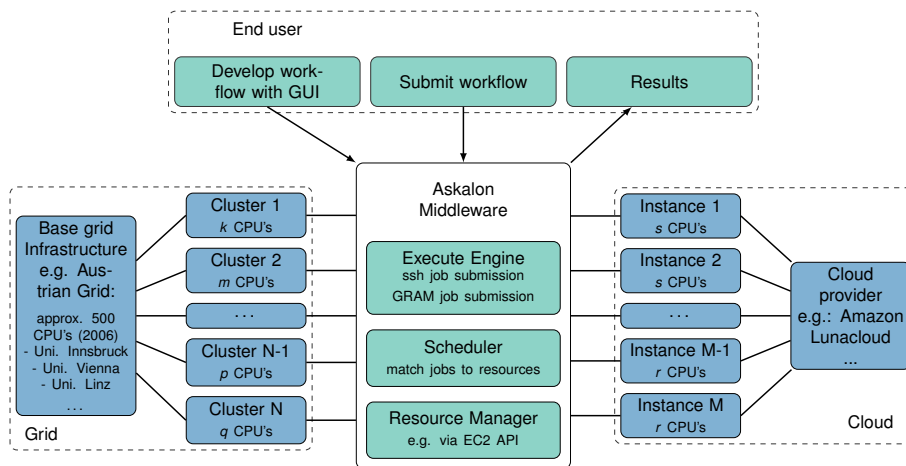 End user
Develop work-
flow with GUI
Submit workflow
Results
Askalon
Middleware
Execute Engine
ssh job submission
GRAM job submission
Scheduler
match jobs to resources
Resource Manager
e.g. via EC2 API
Base grid
Infrastructure
e.g. Aus-
trian Grid:
approx. 500
CPU's (2006)
- Uni. Innsbruck
- Uni. Vienna
- Uni. Linz
...
Cluster 1
k CPU's
Cluster 2
m CPU's
...
Cluster N-1
p CPU's
Cluster N
q CPU's
Grid
Instance 1
s CPU's
Instance 2
s CPU's
...
Instance M-1
r CPU's
Instance M
r CPU's
Cloud
provider
e.g.: Amazon
Lunacloud
...
Cloud